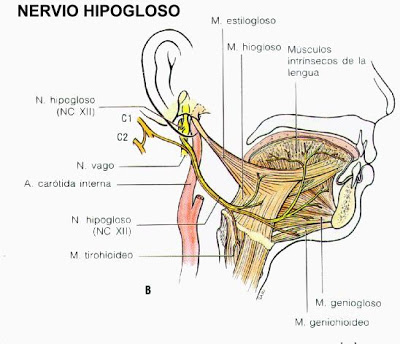 NERVIO HIPOGLOSO
M. estilogloso
M. hiogloso
Músculos
intrínsecos de la
lengua
N. hipogloso
(NC XII)
C1
C2
N. vago
A. carótida interna
N. hipogloso
(NC XII)
M. tirohioideo
B
M. geniogloso
M. genichioideo